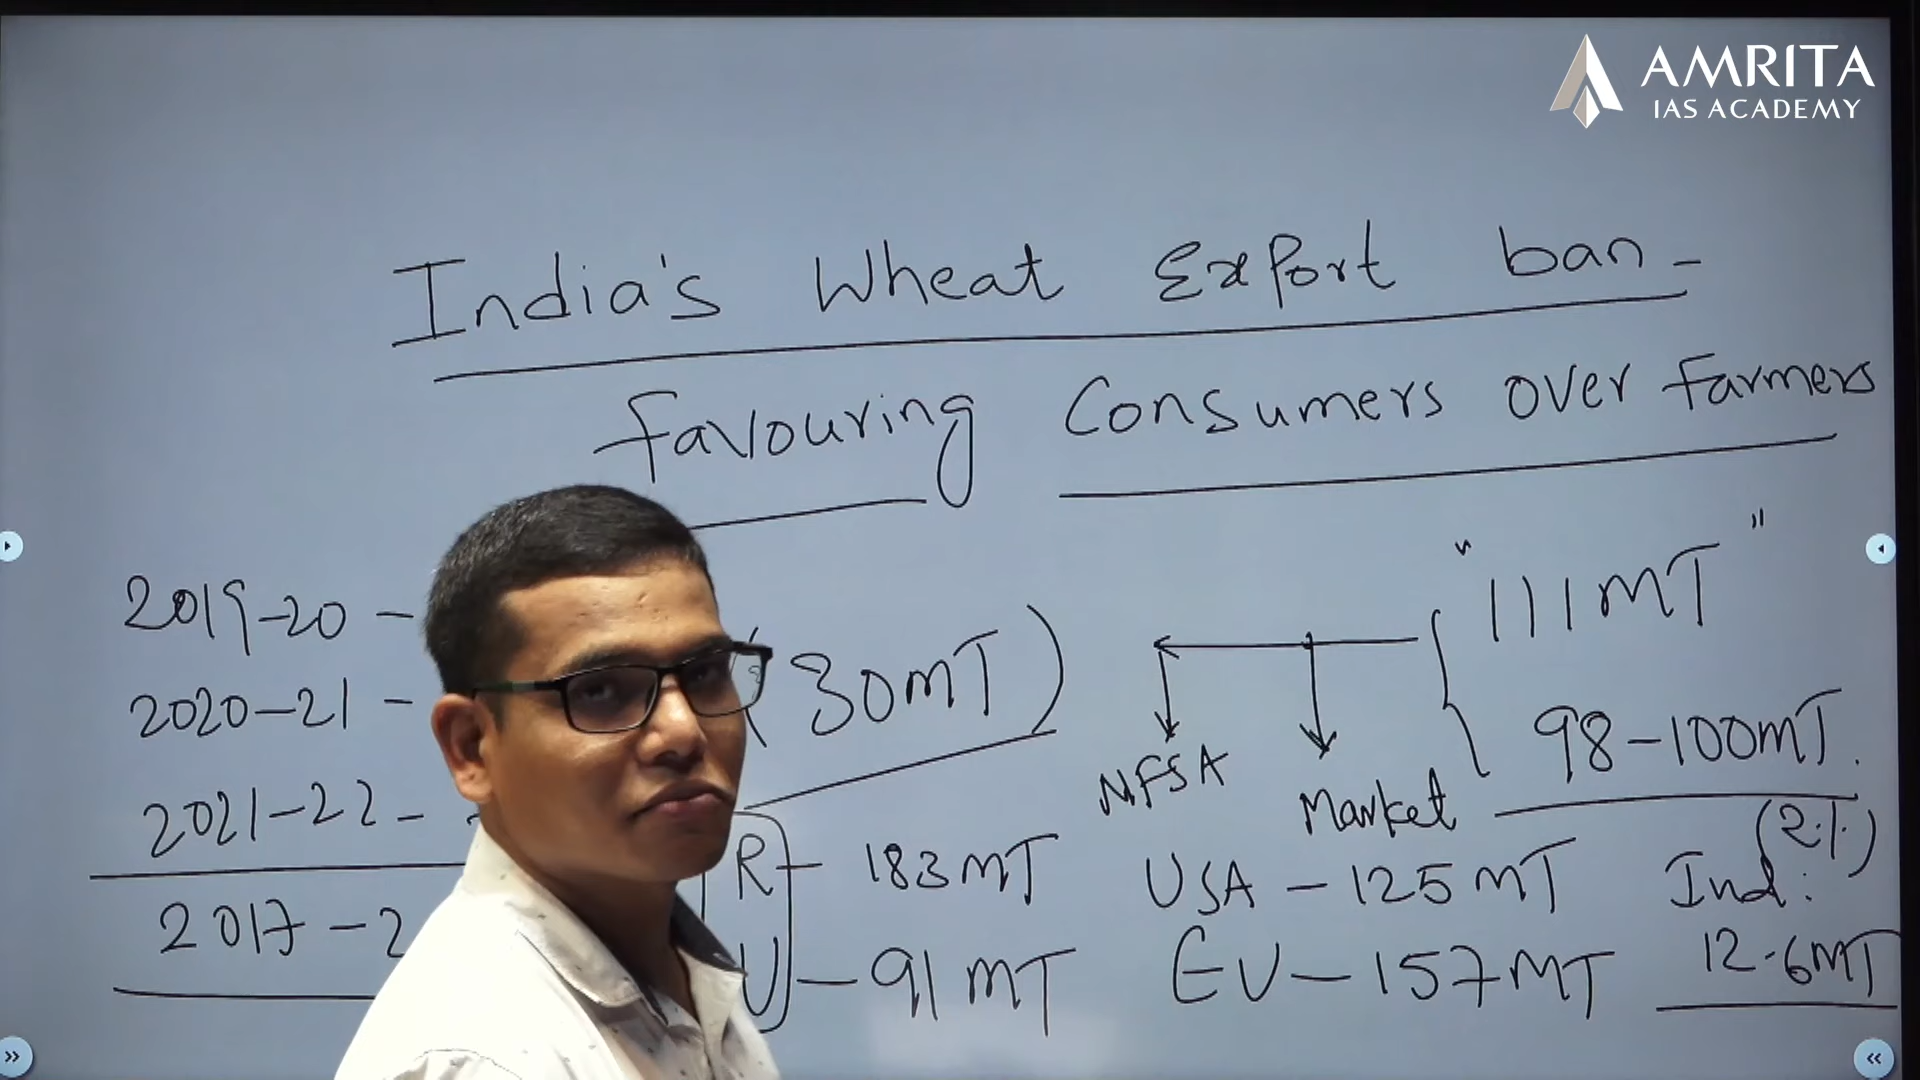 AMRITA
IAS ACADEMY
India's Wheat Export ban -
favouring Consumers over farmers
2019-20 -
2020-21 -
2021-22 -
2017-2
(30MT)
"111MT"
98-100MT.
NFSA
Market
(2%)
R - 183MT
U - 91MT
USA - 125MT
EU - 157MT
Ind:
12.6MT